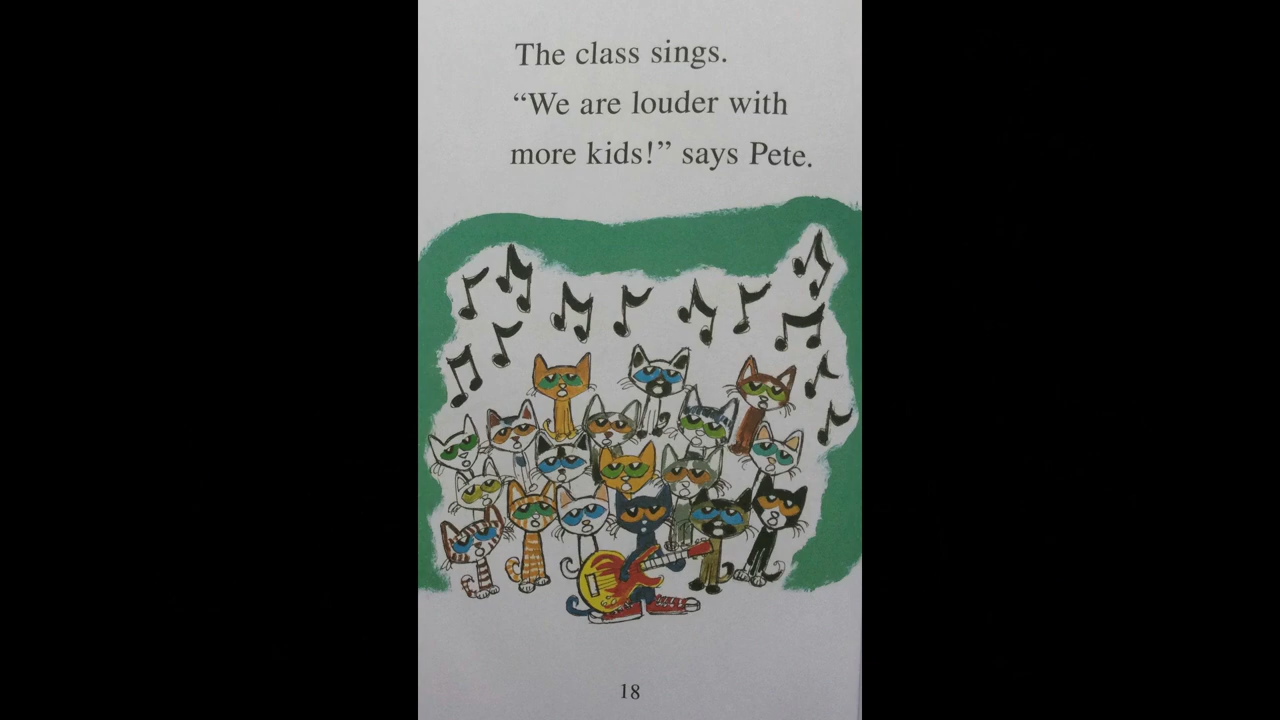 The class sings.
“We are louder with
more kids!” says Pete.
18